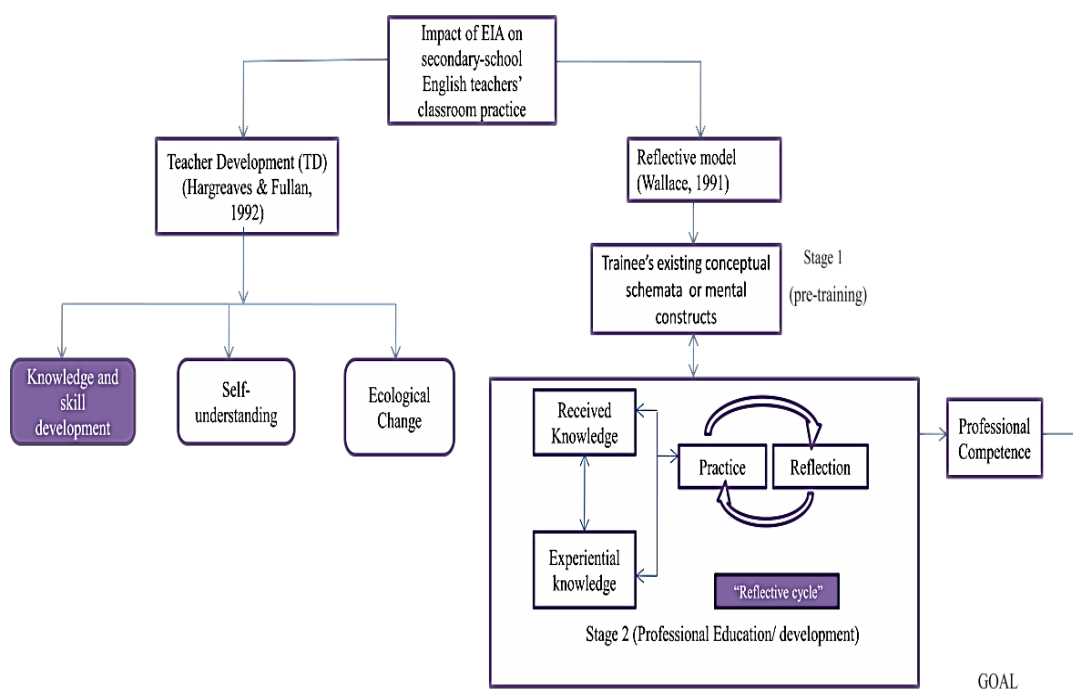 Impact of EIA on
secondary-school
English teachers'
classroom practice
Teacher Development (TD)
(Hargreaves & Fullan,
1992)
Reflective model
(Wallace, 1991)
Trainee's existing conceptual
schemata or mental
constructs
Stage 1
(pre-training)
Knowledge and
skill
development
Self-
understanding
Ecological
Change
Received
Knowledge
Practice
Reflection
Experiential
knowledge
"Reflective cycle"
Stage 2 (Professional Education/ development)
Professional
Competence
GOAL